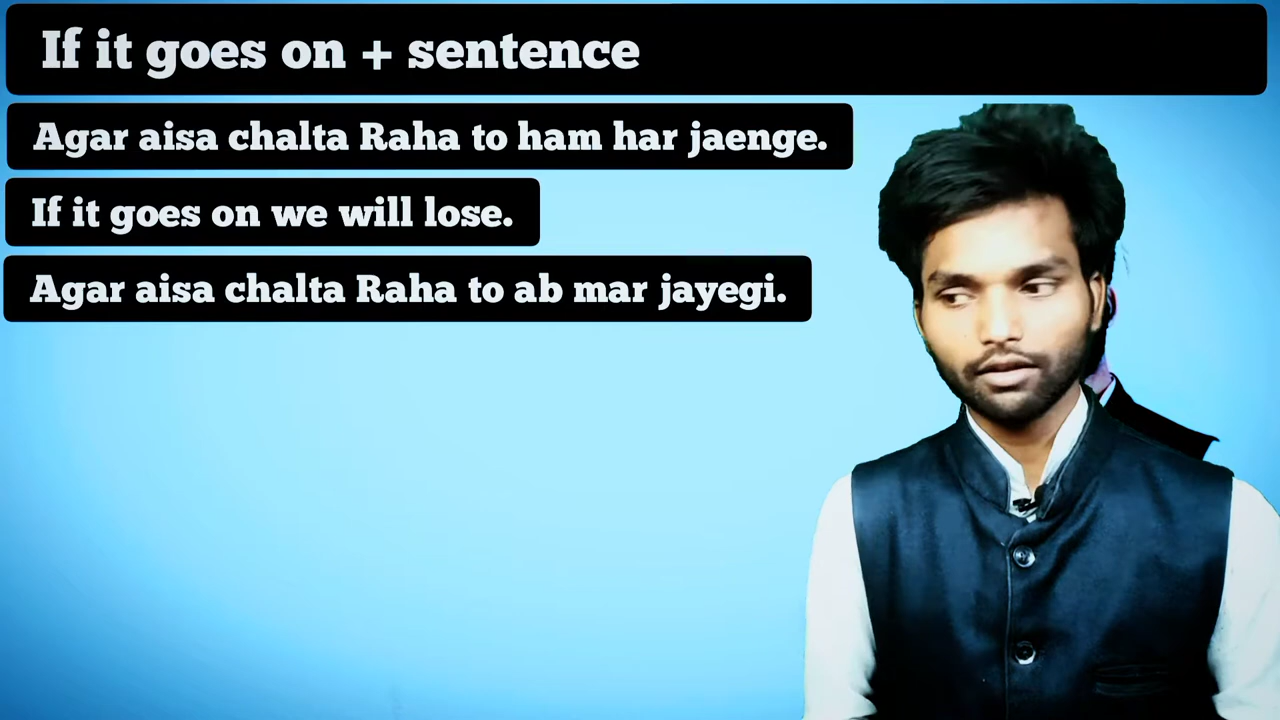 If it goes on + sentence
Agar aisa chalta Raha to ham har jaenge.
If it goes on we will lose.
Agar aisa chalta Raha to ab mar jayegi.